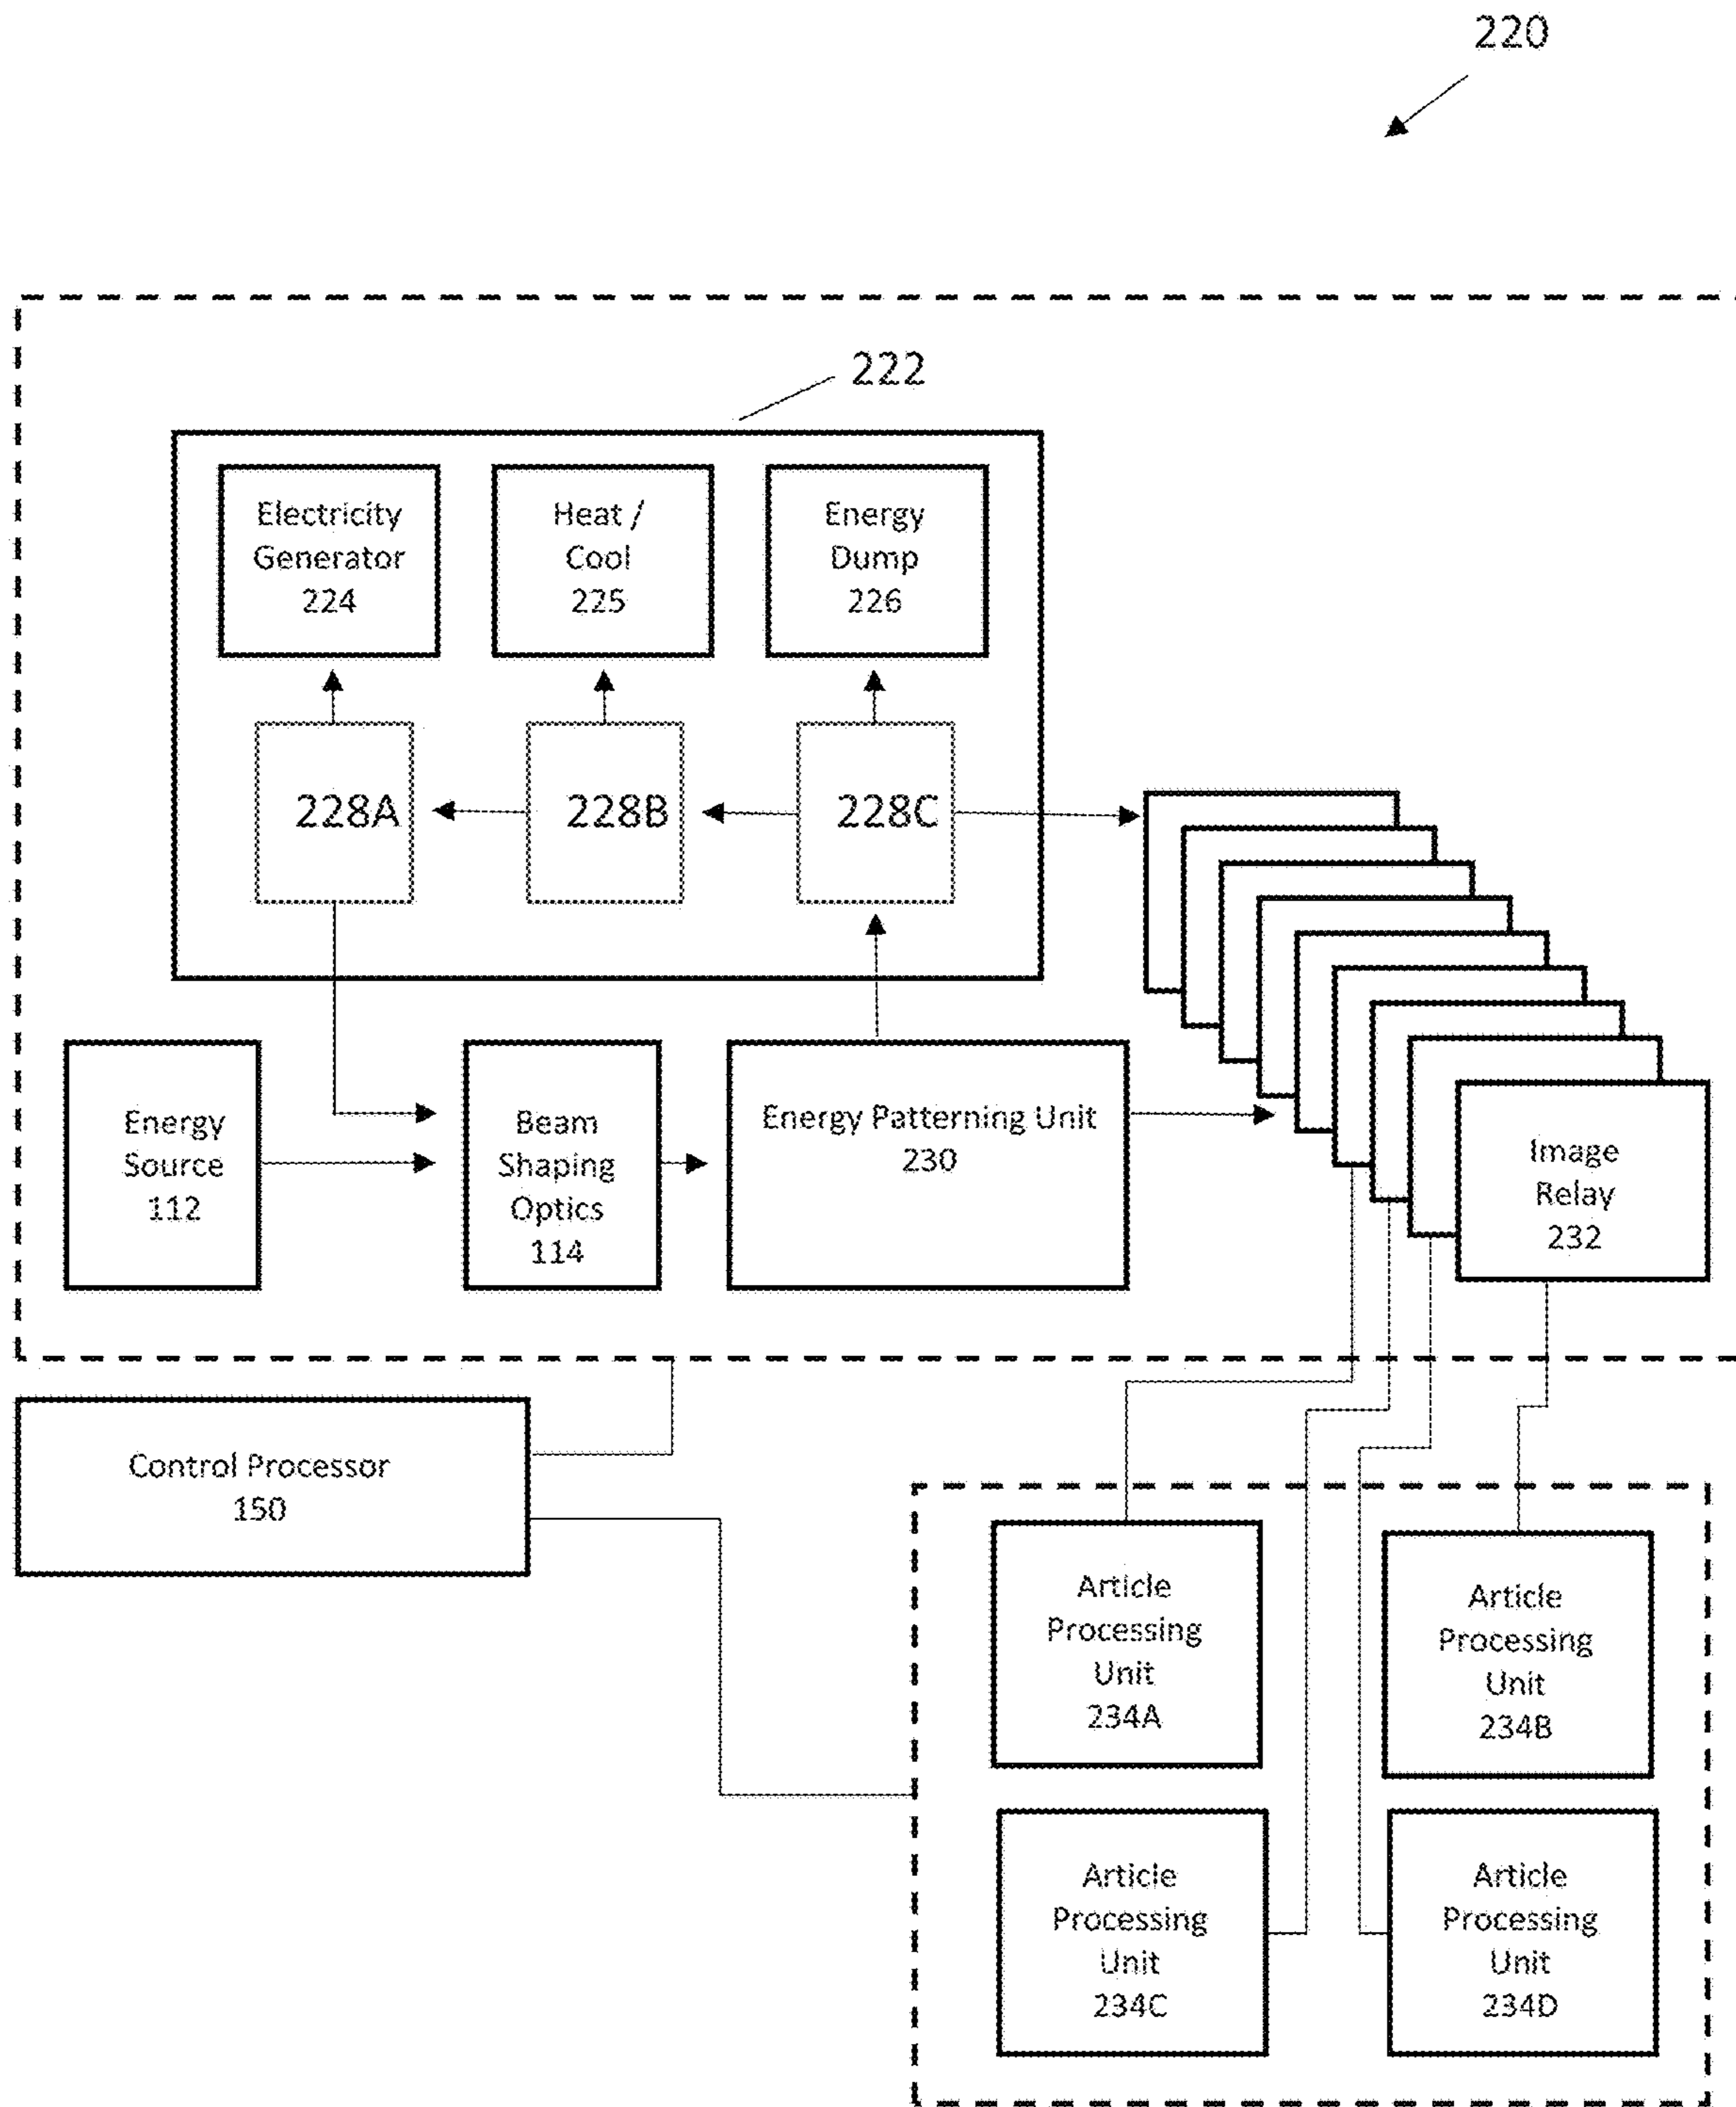 220
222
Electricity
Generator
224
Heat /
Cool
225
Energy
Dump
226
228A
228B
228C
Energy
Source
112
Beam
Shaping
Optics
114
Energy Patterning Unit
230
Image
Relay
232
Control Processor
150
Article
Processing
Unit
234A
Article
Processing
Unit
234B
Article
Processing
Unit
234C
Article
Processing
Unit
234D